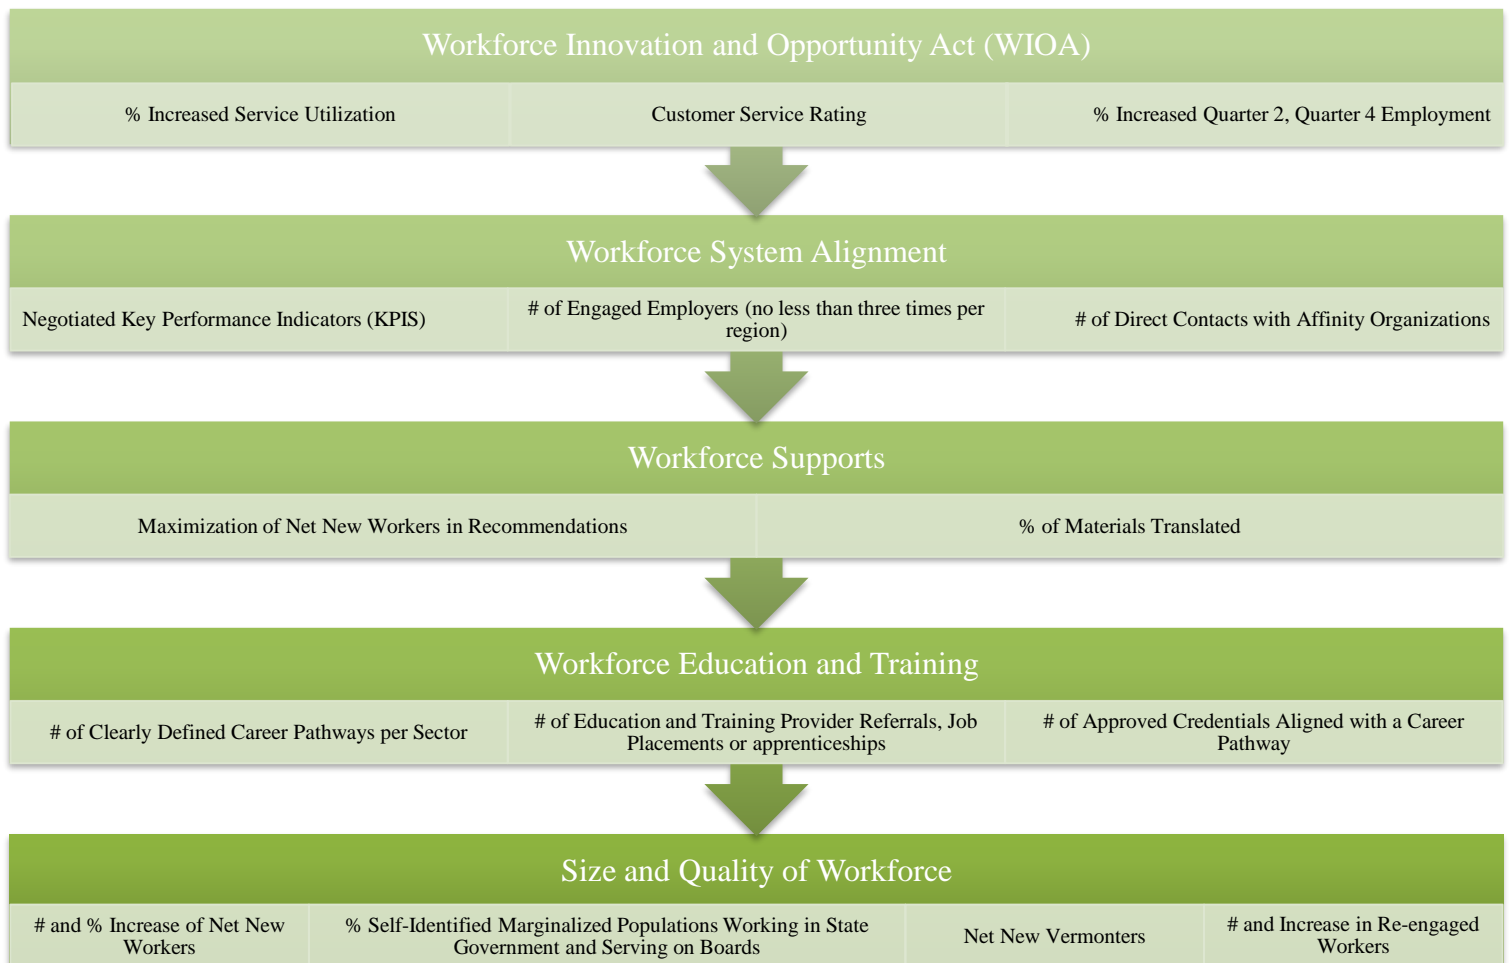 Workforce Innovation and Opportunity Act (WIOA)
% Increased Service Utilization
Customer Service Rating
% Increased Quarter 2, Quarter 4 Employment
Workforce System Alignment
Negotiated Key Performance Indicators (KPIS)
# of Engaged Employers (no less than three times per
region)
# of Direct Contacts with Affinity Organizations
Workforce Supports
Maximization of Net New Workers in Recommendations
% of Materials Translated
Workforce Education and Training
# of Clearly Defined Career Pathways per Sector
# of Education and Training Provider Referrals, Job
Placements or apprenticeships
# of Approved Credentials Aligned with a Career
Pathway
Size and Quality of Workforce
# and % Increase of Net New
Workers
% Self-Identified Marginalized Populations Working in State
Government and Serving on Boards
Net New Vermonters
# and Increase in Re-engaged
Workers